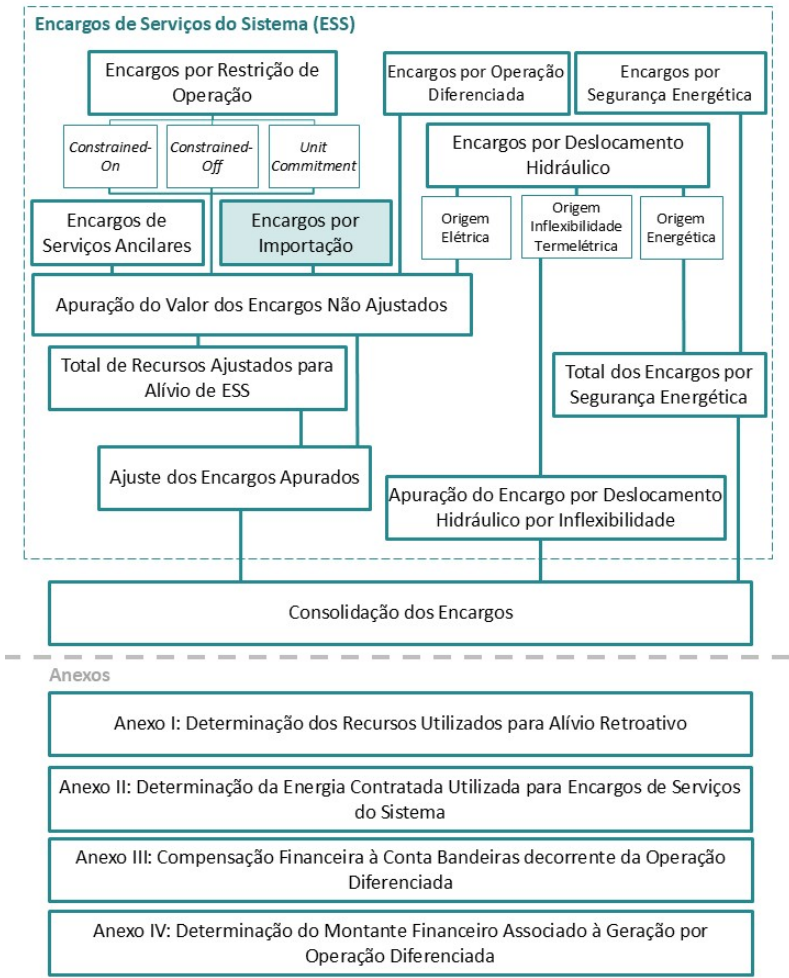 Encargos de Serviços do Sistema (ESS)
Encargos por Restrição de
Operação
Encargos por Operação
Diferenciada
Encargos por
Segurança Energética
Constrained-
On
Constrained-
Off
Unit
Commitment
Encargos por Deslocamento
Hidráulico
Encargos de
Serviços Ancilares
Encargos por
Importação
Origem
Elétrica
Origem
Inflexibilidade
Termelétrica
Origem
Energética
Apuração do Valor dos Encargos Não Ajustados
Total de Recursos Ajustados para
Alívio de ESS
Total dos Encargos por
Segurança Energética
Ajuste dos Encargos Apurados
Apuração do Encargo por Deslocamento
Hidráulico por Inflexibilidade
Consolidação dos Encargos
Anexos
Anexo I: Determinação dos Recursos Utilizados para Alívio Retroativo
Anexo II: Determinação da Energia Contratada Utilizada para Encargos de Serviços
do Sistema
Anexo III: Compensação Financeira à Conta Bandeiras decorrente da Operação
Diferenciada
Anexo IV: Determinação do Montante Financeiro Associado à Geração por
Operação Diferenciada